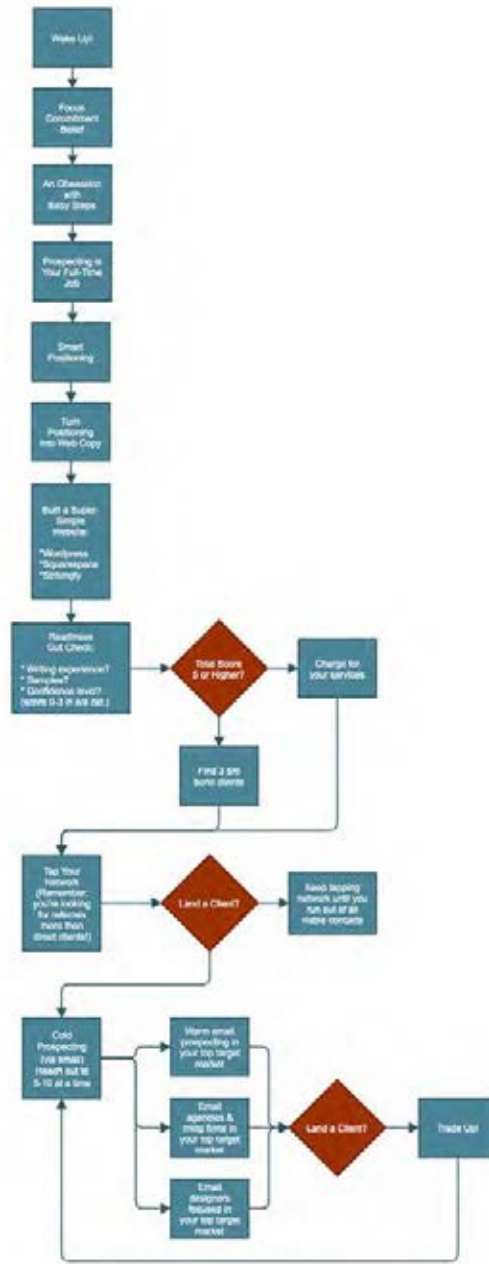 Wake Up!
Focus
Commitment
Belief
An Obsession
with
Baby Steps
Prospecting is
Your Full-Time
Job
Smart
Positioning
Turn
Positioning
into Web Copy
Built a Super-
Simple
Website:
*Wordpress
*Squarespace
*Strikingly
Readiness
Gut Check:
* Writing experience?
* Samples?
* Confidence level?
(score 0-3 in
Total Score
5 or Higher?
Charge for
your services
Find
bono clients
Tap Your
Network
(Remember:
you're looking
for referrals
more than
direct clients!)
Land a Client?
Keep tapping
network until you
run out of all
viable contacts
Cold
Prospecting
(via email)
Reach out to
5-10 at a time
Warm email
prospecting in
your top target
market
Email
agencies &
firms in
your top target
market
Email
designers
focused in
your top target
market
Land a Client?
Trade Up!